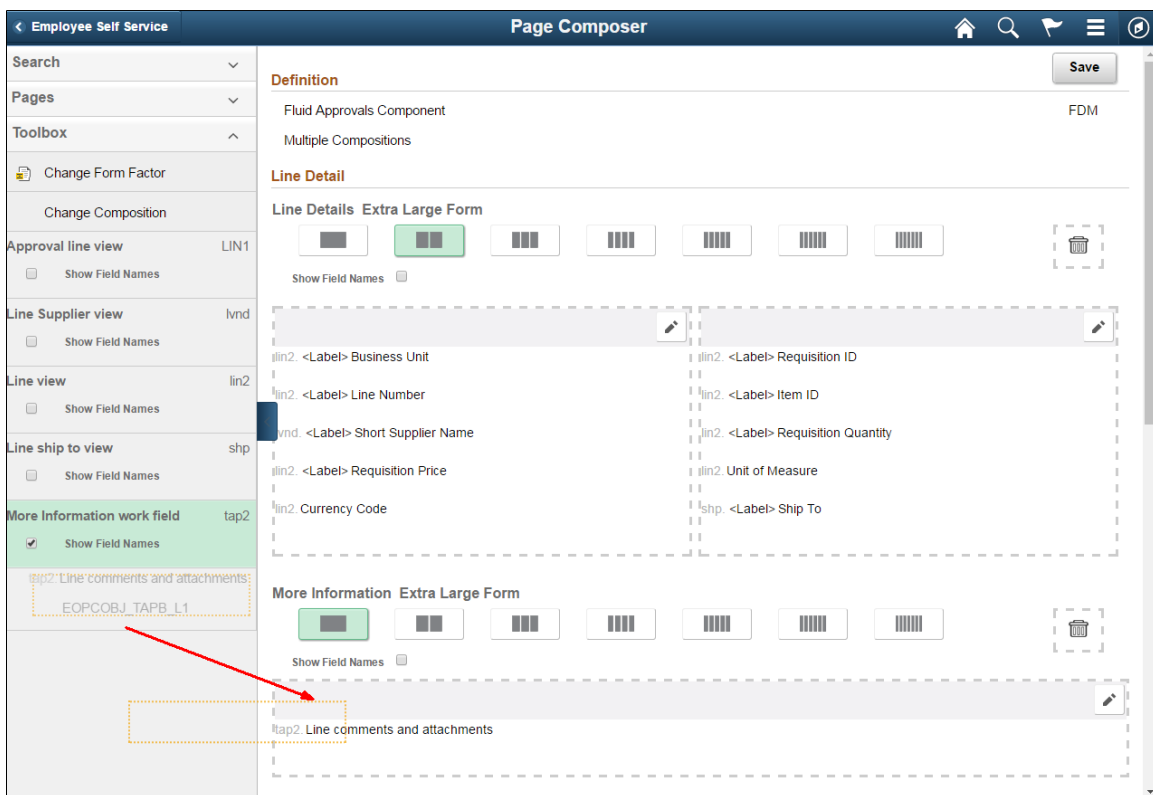 Employee Self Service
Page Composer
Search
Pages
Toolbox
Change Form Factor
Change Composition
Approval line view LIN1
Show Field Names
Line Supplier view lvnd
Show Field Names
Line view lin2
Show Field Names
Line ship to view shp
Show Field Names
More Information work field tap2
Show Field Names
tap2. Line comments and attachments
EOPCOBJ_TAPB_L1
Save
Definition
Fluid Approvals Component FDM
Multiple Compositions
Line Detail
Line Details Extra Large Form
Show Field Names
lin2. <Label> Business Unit
lin2. <Label> Requisition ID
lin2. <Label> Line Number
lin2. <Label> Item ID
lvnd. <Label> Short Supplier Name
lin2. <Label> Requisition Quantity
lin2. <Label> Requisition Price
lin2. Unit of Measure
lin2. Currency Code
shp. <Label> Ship To
More Information Extra Large Form
Show Field Names
tap2. Line comments and attachments